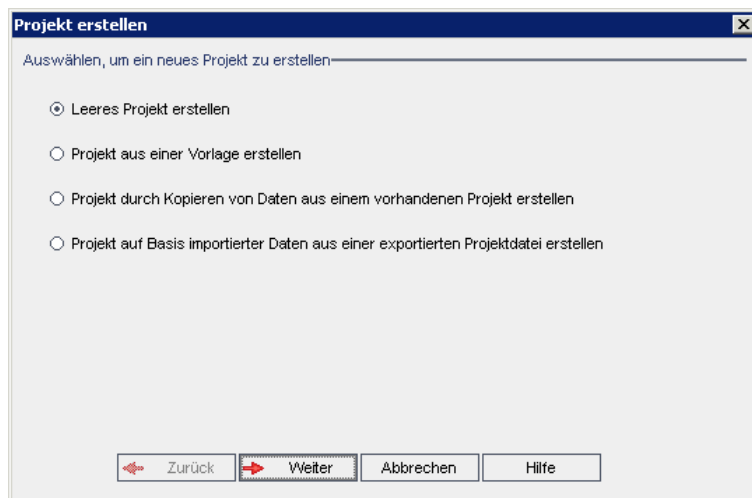 Projekt erstellen
Auswählen, um ein neues Projekt zu erstellen
Leeres Projekt erstellen
Projekt aus einer Vorlage erstellen
Projekt durch Kopieren von Daten aus einem vorhandenen Projekt erstellen
Projekt auf Basis importierter Daten aus einer exportierten Projektdatei erstellen
Zurück Weiter Abbrechen Hilfe